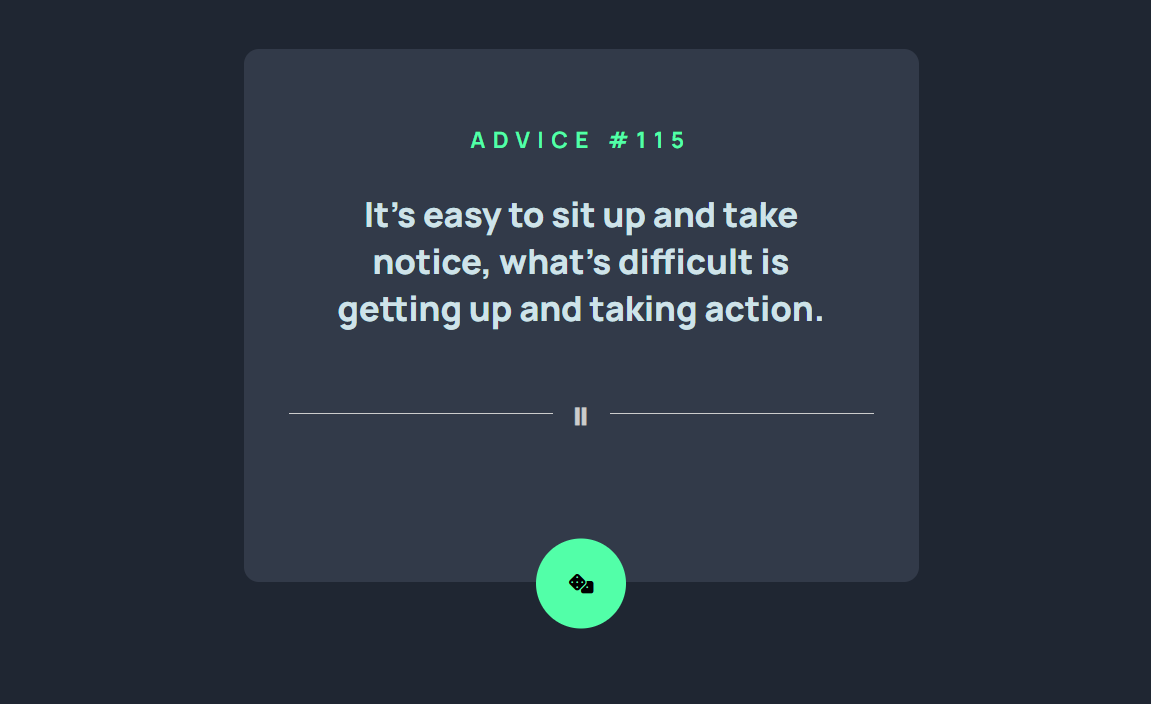 ADVICE #115
It's easy to sit up and take
notice, what's difficult is
getting up and taking action.